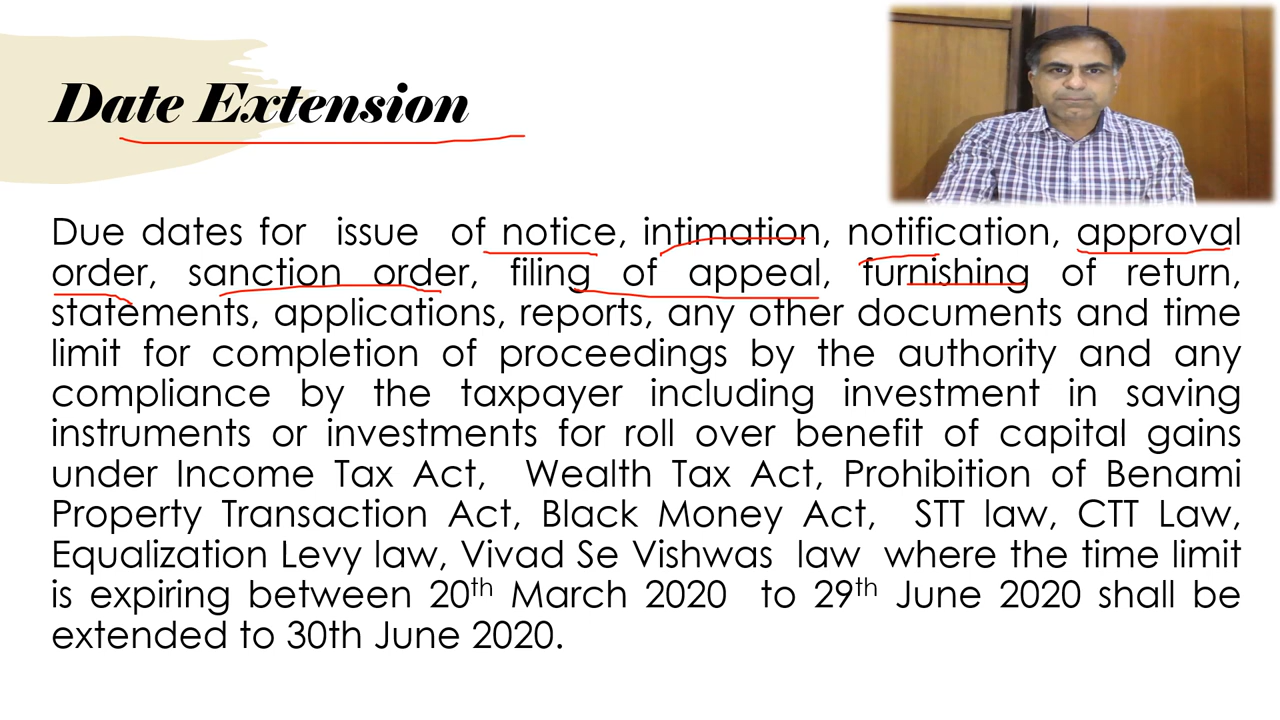 Date Extension
Due dates for issue of notice, intimation, notification, approval
order, sanction order, filing of appeal, furnishing of return,
statements, applications, reports, any other documents and time
limit for completion of proceedings by the authority and any
compliance by the taxpayer including investment in saving
instruments or investments for roll over benefit of capital gains
under Income Tax Act, Wealth Tax Act, Prohibition of Benami
Property Transaction Act, Black Money Act, STT law, CTT Law,
Equalization Levy law, Vivad Se Vishwas law where the time limit
is expiring between 20th March 2020 to 29th June 2020 shall be
extended to 30th June 2020.